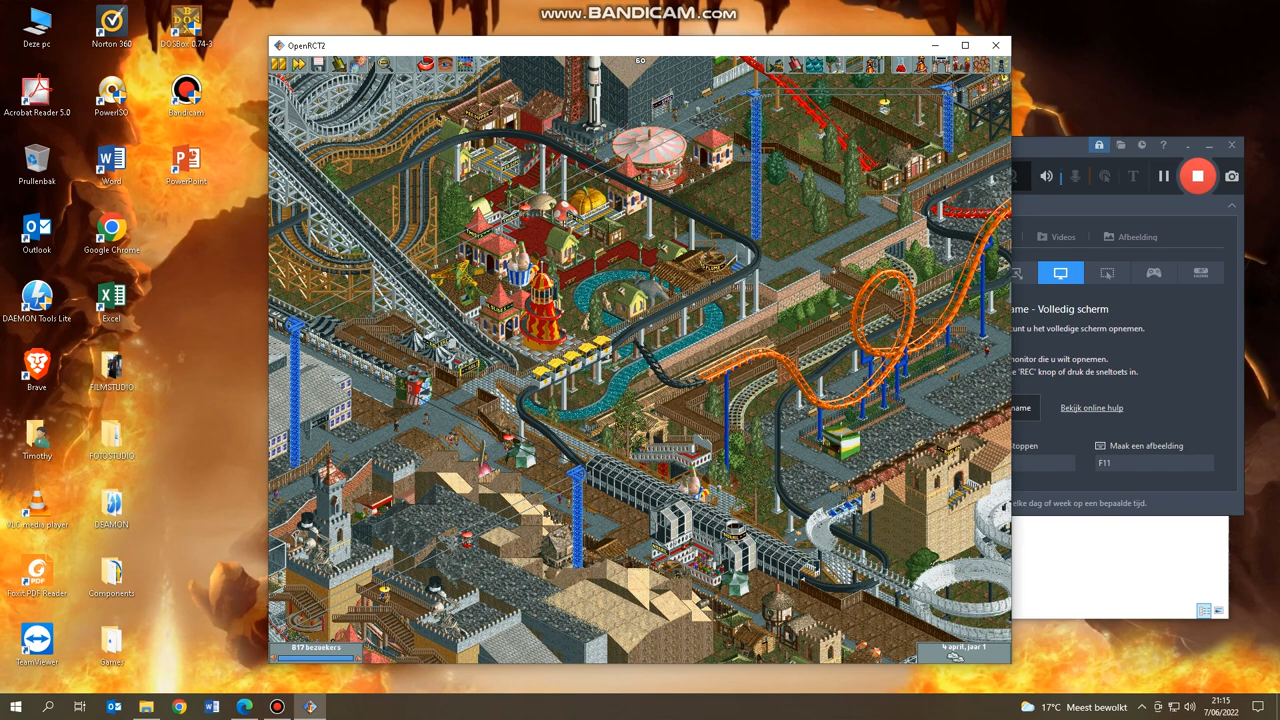 www.BANDICAM.com
Deze pc
Norton 360
DOSBox 0.74-3
Acrobat Reader 5.0
PowerISO
Bandicam
Prullenbak
Word
PowerPoint
Outlook
Google Chrome
DAEMON Tools Lite
Excel
Brave
FILMSTUDIO
Timothy
FOTOSTUDIO
VLC media player
DEAMON
Foxit PDF Reader
Components
TeamViewer
Games
OpenRCT2
60
FLUME
817 bezoekers
4 april, jaar 1
Videos
Afbeelding
ame - Volledig scherm
unt u het volledige scherm opnemen.
monitor die u wilt opnemen.
e 'REC' knop of druk de sneltoets in.
name
Bekijk online hulp
toppen
Maak een afbeelding
F11
elke dag of week op een bepaalde tijd.
17°C Meest bewolkt
21:15
7/06/2022